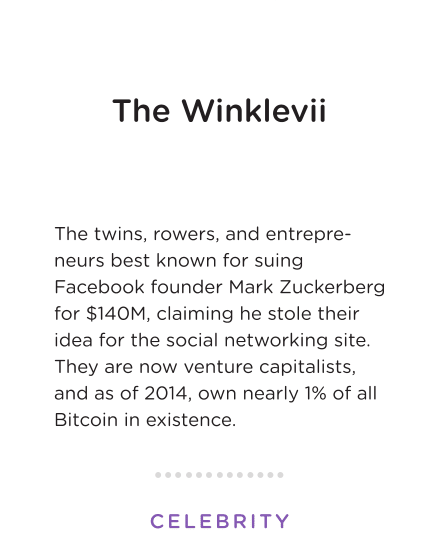 The Winklevii
The twins, rowers, and entrepre-
neurs best known for suing
Facebook founder Mark Zuckerberg
for $140M, claiming he stole their
idea for the social networking site.
They are now venture capitalists,
and as of 2014, own nearly 1% of all
Bitcoin in existence.
CELEBRITY